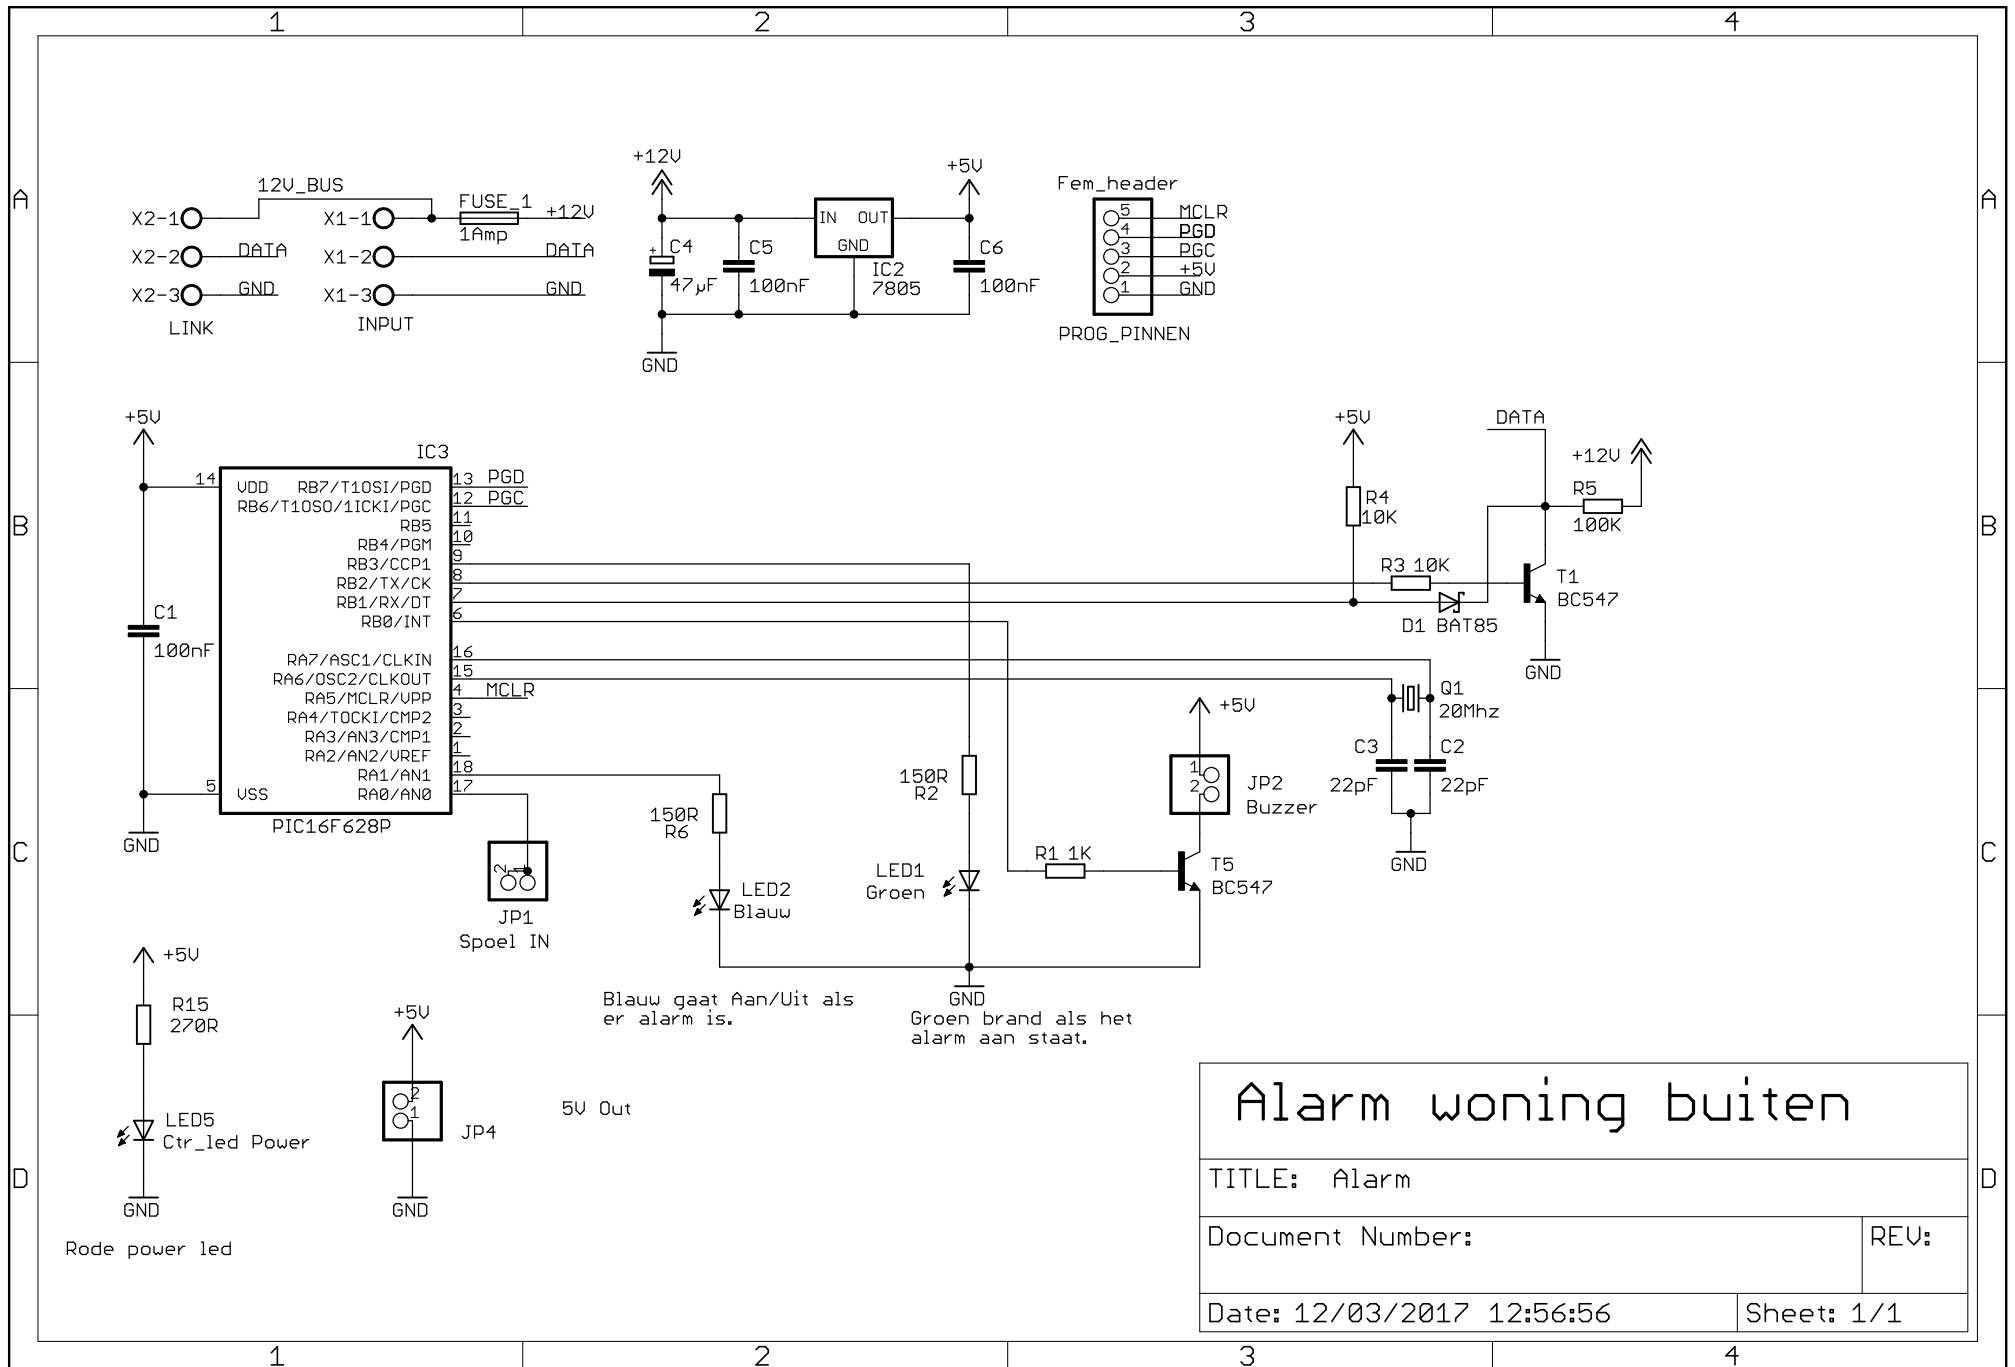 1 2 3 4
A A
B B
C C
D D
1 2 3 4
X2-1
X2-2
X2-3
12V_BUS
DATA
GND
LINK
X1-1
X1-2
X1-3
FUSE_1
1Amp
+12V
DATA
GND
INPUT
+12V
+5V
C4
47µF
+
C5
100nF
IN OUT
GND
IC2
7805
C6
100nF
GND
Fem_header
5 MCLR
4 PGD
3 PGC
2 +5V
1 GND
PROG_PINNEN
+5V
IC3
14 VDD
RB7/T1OSI/PGD 13 PGD
RB6/T1OSO/1ICKI/PGC 12 PGC
RB5 11
RB4/PGM 10
RB3/CCP1 9
RB2/TX/CK 8
RB1/RX/DT 7
RB0/INT 6
RA7/ASC1/CLKIN 16
RA6/OSC2/CLKOUT 15
RA5/MCLR/VPP 4 MCLR
RA4/TOCKI/CMP2 3
RA3/AN3/CMP1 2
RA2/AN2/VREF 1
RA1/AN1 18
5 VSS
RA0/AN0 17
PIC16F628P
C1
100nF
GND
+5V
R4
10K
DATA
+12V
R5
100K
R3 10K
D1 BAT85
T1
BC547
GND
Q1
20Mhz
C3
22pF
C2
22pF
GND
+5V
1
2
JP2
Buzzer
150R
R2
150R
R6
R1 1K
T5
BC547
LED1
Groen
LED2
Blauw
GND
2 1
JP1
Spoel IN
Blauw gaat Aan/Uit als
er alarm is.
Groen brand als het
alarm aan staat.
+5V
R15
270R
LED5
Ctr_led Power
GND
Rode power led
+5V
2
1
JP4
GND
5V Out
Alarm woning buiten
TITLE: Alarm
Document Number:
REV:
Date: 12/03/2017 12:56:56
Sheet: 1/1